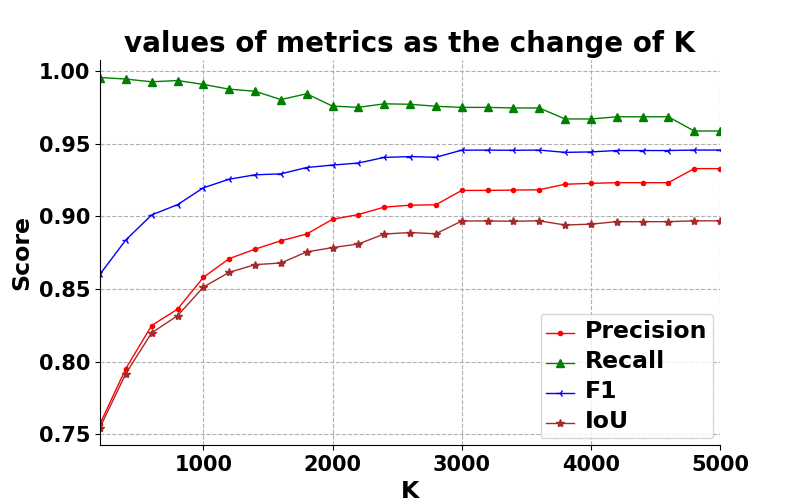 values of metrics as the change of K
1.00
0.95
0.90
0.85
0.80
0.75
Score
Precision
Recall
F1
IoU
1000 2000 3000 4000 5000
K